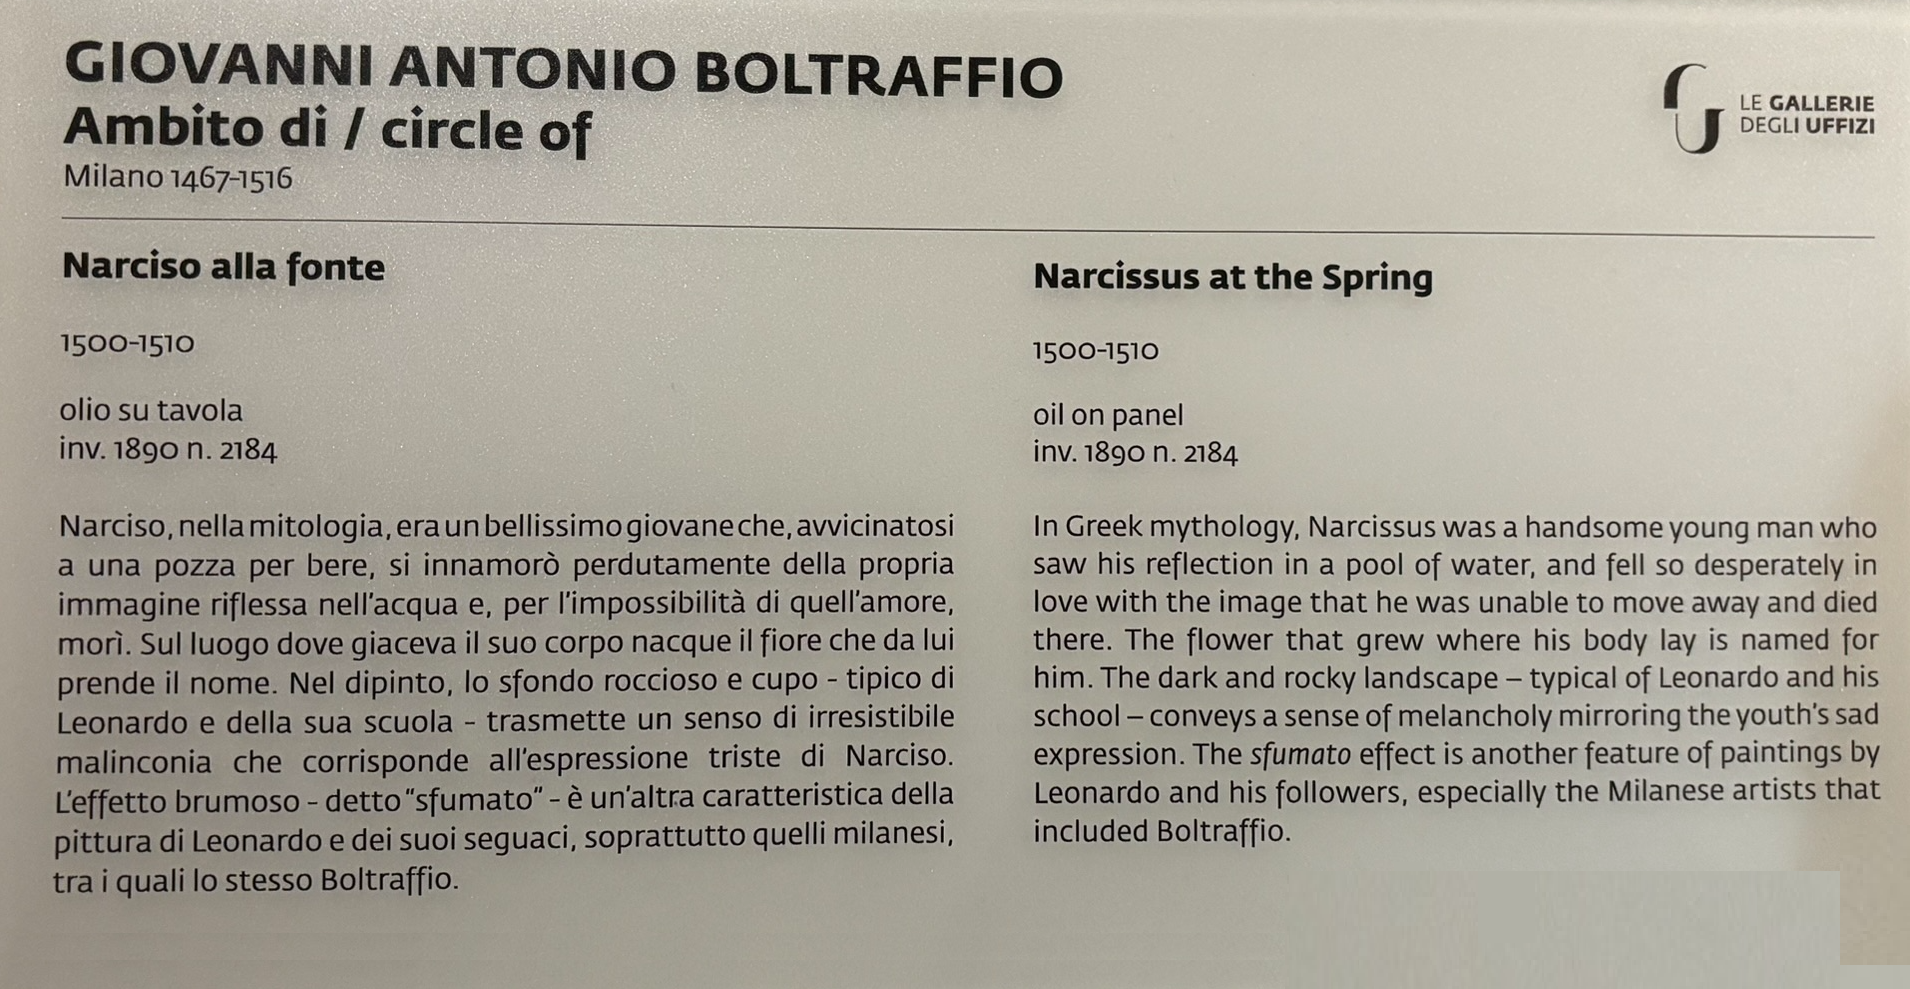 GIOVANNI ANTONIO BOLTRAFFIO
Ambito di / circle of
Milano 1467-1516
LE GALLERIE
DEGLI UFFIZI
Narciso alla fonte
1500-1510
olio su tavola
inv. 1890 n. 2184
Narciso, nella mitologia, era un bellissimo giovane che, avvicinatosi
a una pozza per bere, si innamorò perdutamente della propria
immagine riflessa nell'acqua e, per l'impossibilità di quell'amore,
morì. Sul luogo dove giaceva il suo corpo nacque il fiore che da lui
prende il nome. Nel dipinto, lo sfondo roccioso e cupo - tipico di
Leonardo e della sua scuola - trasmette un senso di irresistibile
malinconia che corrisponde all'espressione triste di Narciso.
L'effetto brumoso - detto "sfumato" - è un'altra caratteristica della
pittura di Leonardo e dei suoi seguaci, soprattutto quelli milanesi,
tra i quali lo stesso Boltraffio.
Narcissus at the Spring
1500-1510
oil on panel
inv. 1890 n. 2184
In Greek mythology, Narcissus was a handsome young man who
saw his reflection in a pool of water, and fell so desperately in
love with the image that he was unable to move away and died
there. The flower that grew where his body lay is named for
him. The dark and rocky landscape – typical of Leonardo and his
school – conveys a sense of melancholy mirroring the youth's sad
expression. The sfumato effect is another feature of paintings by
Leonardo and his followers, especially the Milanese artists that
included Boltraffio.